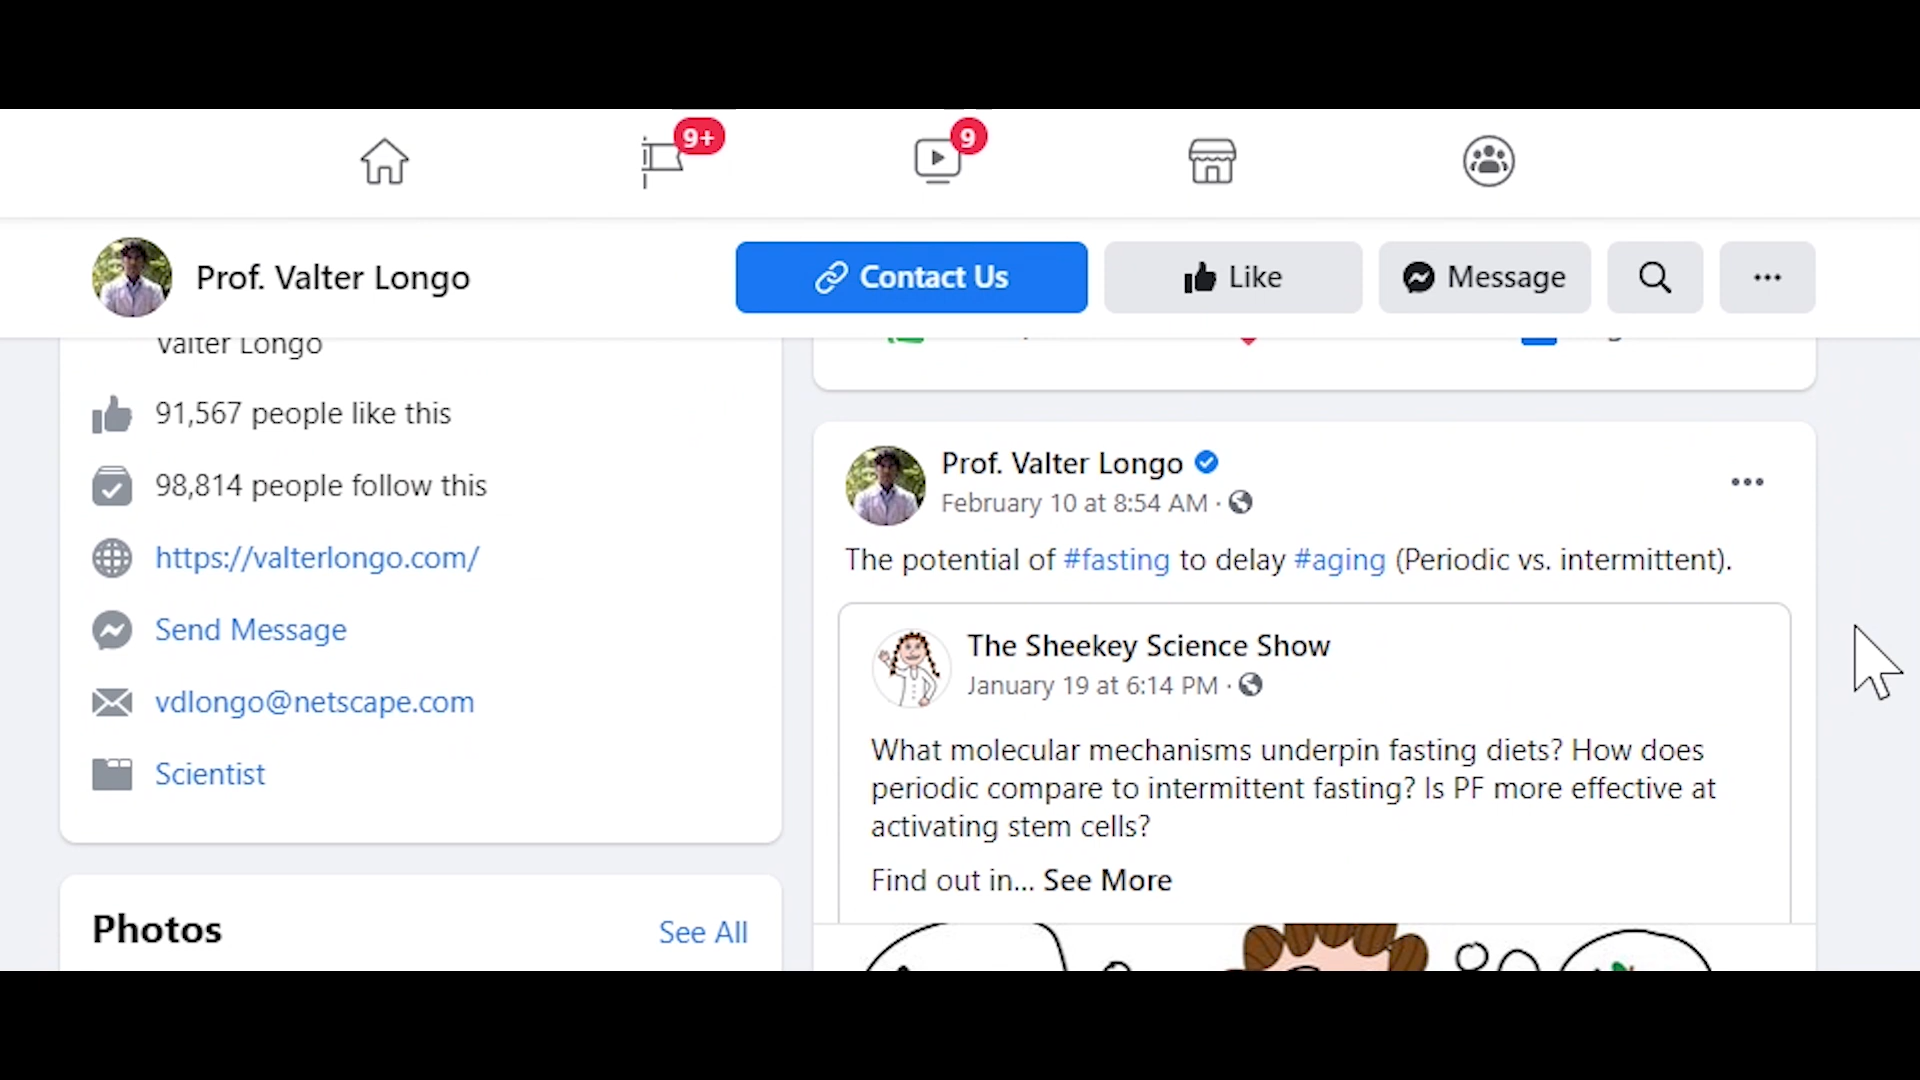 9+
9
Prof. Valter Longo
Contact Us
Like
Message
Valter Longo
91,567 people like this
98,814 people follow this
https://valterlongo.com/
Send Message
vdlongo@netscape.com
Scientist
Photos
See All
Prof. Valter Longo
February 10 at 8:54 AM ·
The potential of #fasting to delay #aging (Periodic vs. intermittent).
The Sheekey Science Show
January 19 at 6:14 PM ·
What molecular mechanisms underpin fasting diets? How does
periodic compare to intermittent fasting? Is PF more effective at
activating stem cells?
Find out in... See More